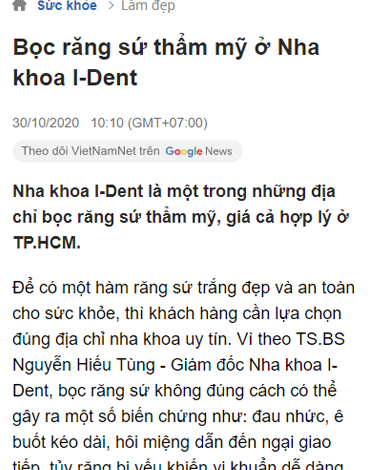 Sức khỏe > Làm đẹp
Bọc răng sứ thẩm mỹ ở Nha
khoa I-Dent
30/10/2020 10:10 (GMT+07:00)
Theo dõi VietNamNet trên Google News
Nha khoa I-Dent là một trong những địa
chỉ bọc răng sứ thẩm mỹ, giá cả hợp lý ở
TP.HCM.
Để có một hàm răng sứ trắng đẹp và an toàn
cho sức khỏe, thì khách hàng cần lựa chọn
đúng địa chỉ nha khoa uy tín. Vì theo TS.BS
Nguyễn Hiếu Tùng - Giám đốc Nha khoa I-
Dent, bọc răng sứ không đúng cách có thể
gây ra một số biến chứng như: đau nhức, ê
buốt kéo dài, hôi miệng dẫn đến ngại giao
tiếp, tủy răng bị yếu khiến vi khuẩn dễ dàng